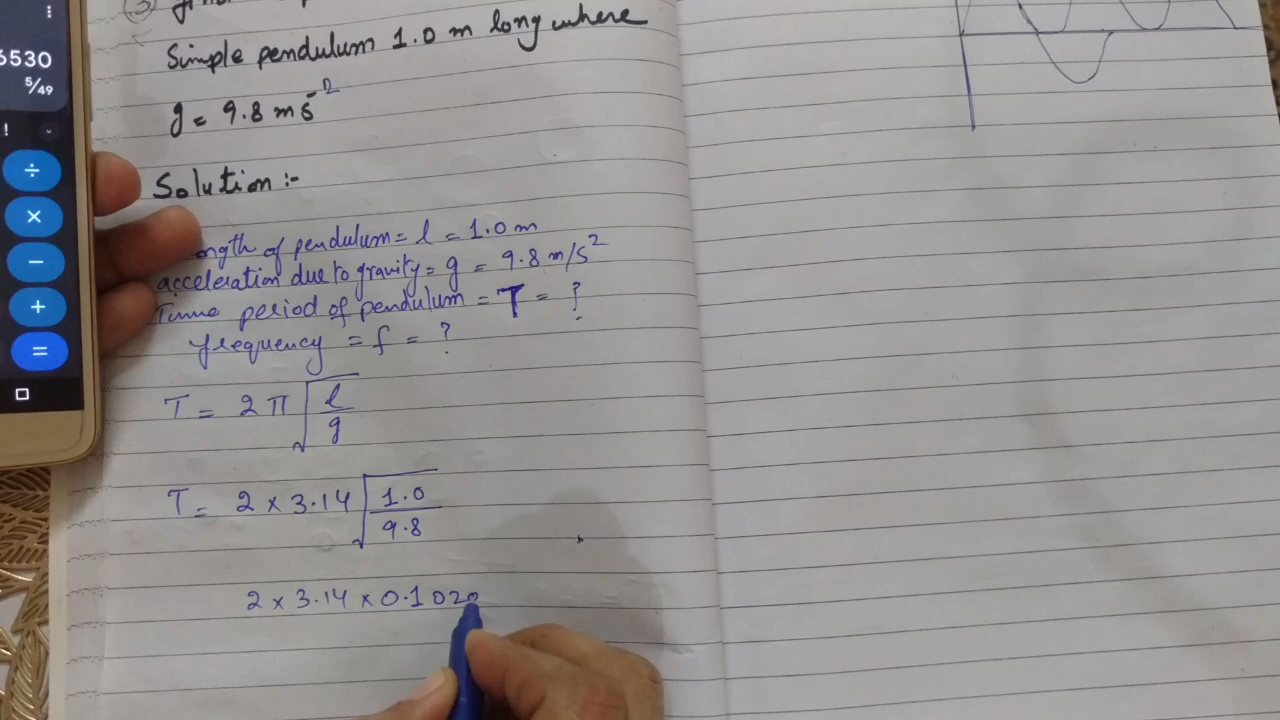 ③
Simple pendulum 1.0 m long where
g = 9.8 m s⁻²
Solution :-
ength of pendulum = l = 1.0 m
acceleration due to gravity = g = 9.8 m/s²
Time period of pendulum = T = ?
frequency = f = ?
T = 2π√(l/g)
T = 2 × 3.14 √(1.0/9.8)
2 × 3.14 × 0.1020
6530
5/49
!
÷
×
−
+
=